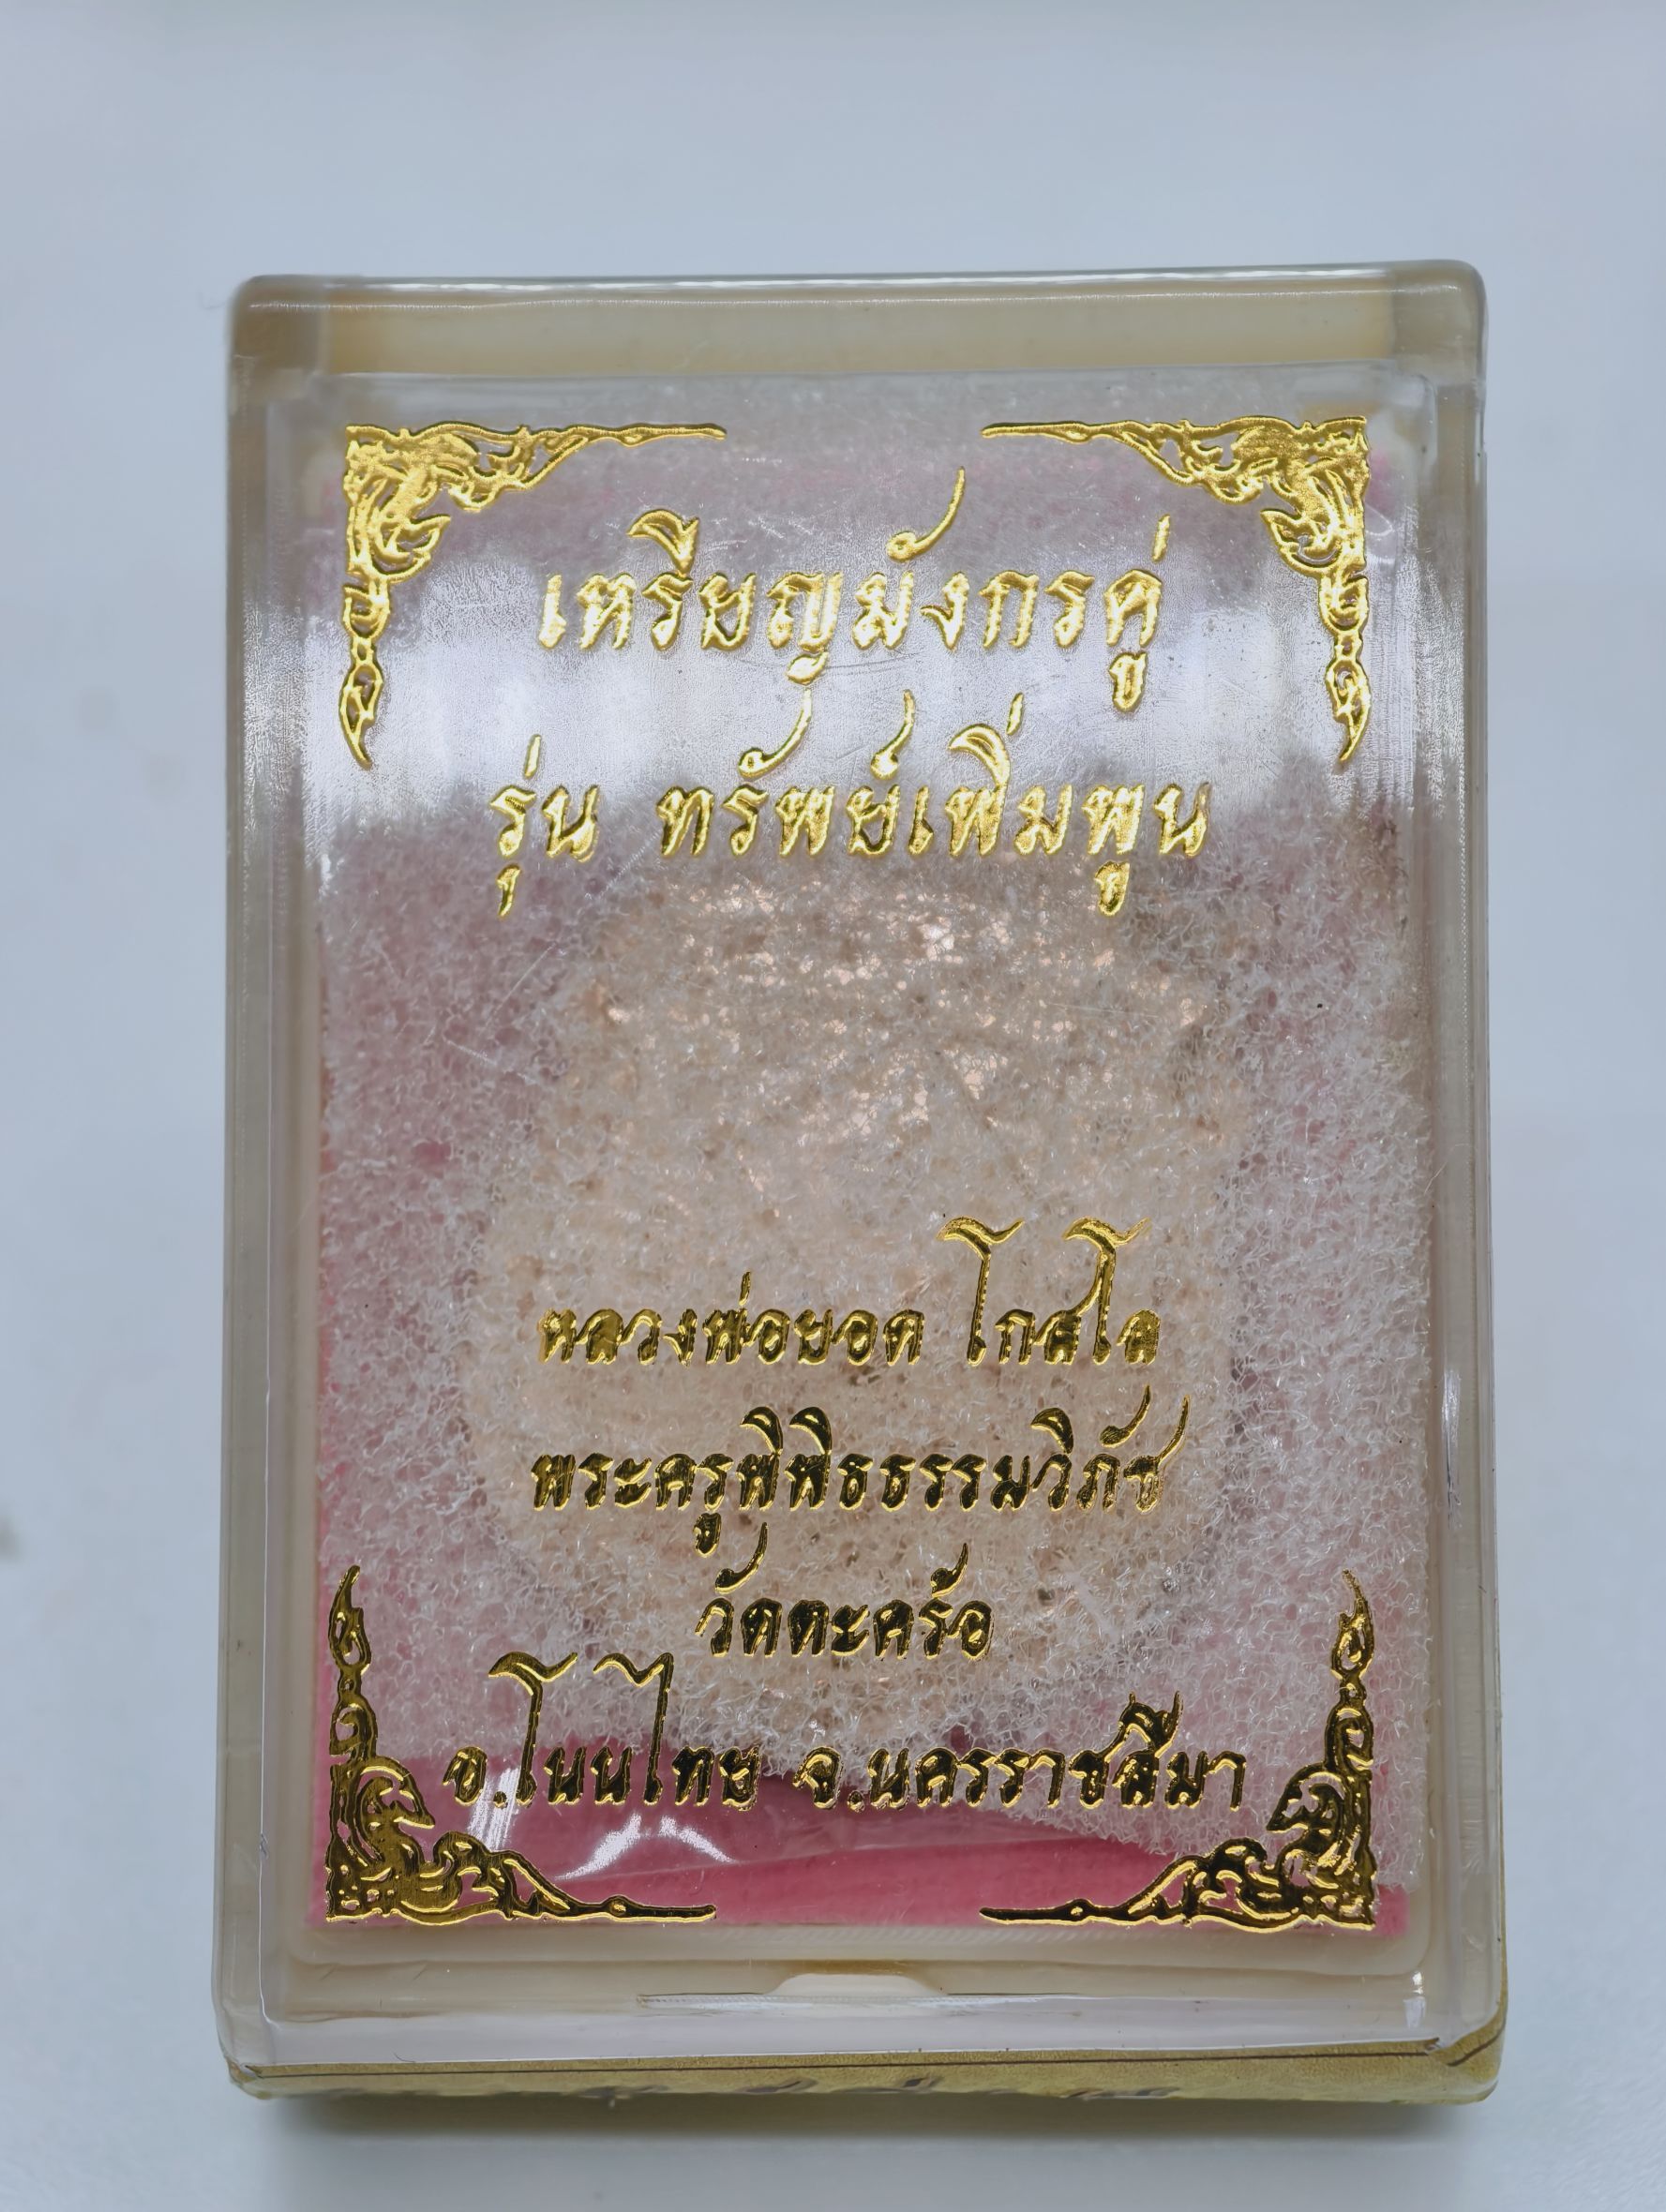 เหรียญมังกรคู่
รุ่น ทรัพย์เพิ่มพูน
หลวงพ่อยอด โกสโล
พระครูพิพิธธรรมวิภัช
วัดตะคร้อ
อ.โนนไทย จ.นครราชสีมา